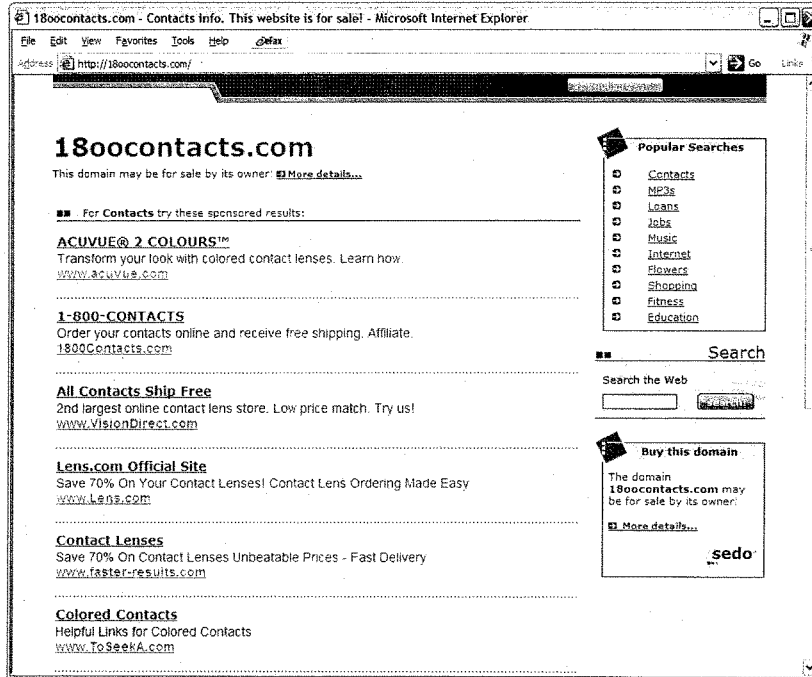 18oocontacts.com - Contacts Info. This website is for sale! - Microsoft Internet Explorer
File Edit View Favorites Tools Help
Address http://18oocontacts.com/ Go Links
18oocontacts.com
This domain may be for sale by its owner! More details...
For Contacts try these sponsored results:
ACUVUE® 2 COLOURS™
Transform your look with colored contact lenses. Learn how.
www.acuvue.com
1-800-CONTACTS
Order your contacts online and receive free shipping. Affiliate.
1800Contacts.com
All Contacts Ship Free
2nd largest online contact lens store. Low price match. Try us!
www.VisionDirect.com
Lens.com Official Site
Save 70% On Your Contact Lenses! Contact Lens Ordering Made Easy
www.Lens.com
Contact Lenses
Save 70% On Contact Lenses Unbeatable Prices - Fast Delivery
www.faster-results.com
Colored Contacts
Helpful Links for Colored Contacts
www.ToSeekA.com
Popular Searches
Contacts
MP3s
Loans
Jobs
Music
Internet
Flowers
Shopping
Fitness
Education
Search
Search the Web
Buy this domain
The domain
18oocontacts.com may
be for sale by its owner!
More details...
sedo